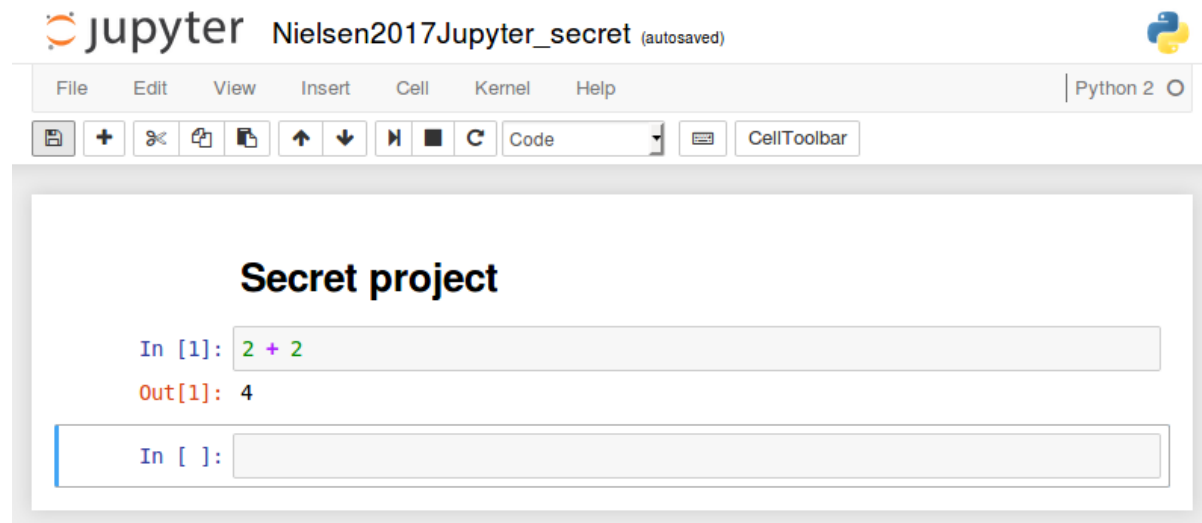 jupyter Nielsen2017Jupyter_secret (autosaved)
File Edit View Insert Cell Kernel Help Python 2
Code CellToolbar
Secret project
In [1]: 2 + 2
Out[1]: 4
In [ ]: